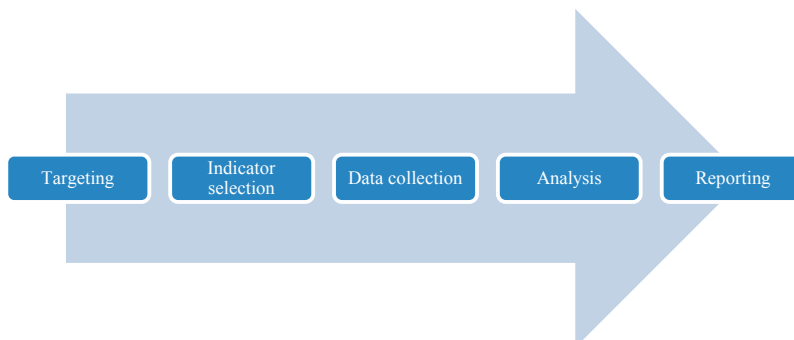 Targeting
Indicator
selection
Data collection
Analysis
Reporting